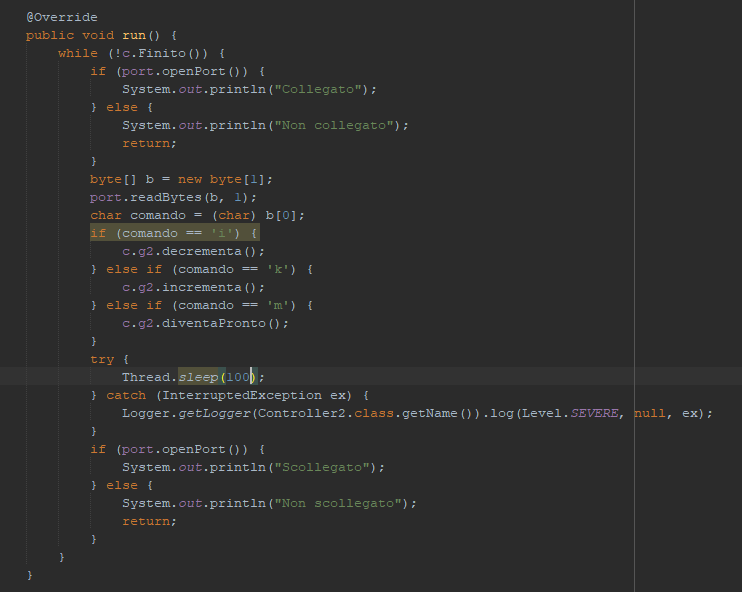 @Override
public void run() {
    while (!c.Finito()) {
        if (port.openPort()) {
            System.out.println("Collegato");
        } else {
            System.out.println("Non collegato");
            return;
        }
        byte[] b = new byte[1];
        port.readBytes(b, 1);
        char comando = (char) b[0];
        if (comando == 'i') {
            c.g2.decrementa();
        } else if (comando == 'k') {
            c.g2.incrementa();
        } else if (comando == 'm') {
            c.g2.diventaPronto();
        }
        try {
            Thread.sleep(100);
        } catch (InterruptedException ex) {
            Logger.getLogger(Controller2.class.getName()).log(Level.SEVERE, null, ex);
        }
        if (port.openPort()) {
            System.out.println("Scollegato");
        } else {
            System.out.println("Non scollegato");
            return;
        }
    }
}